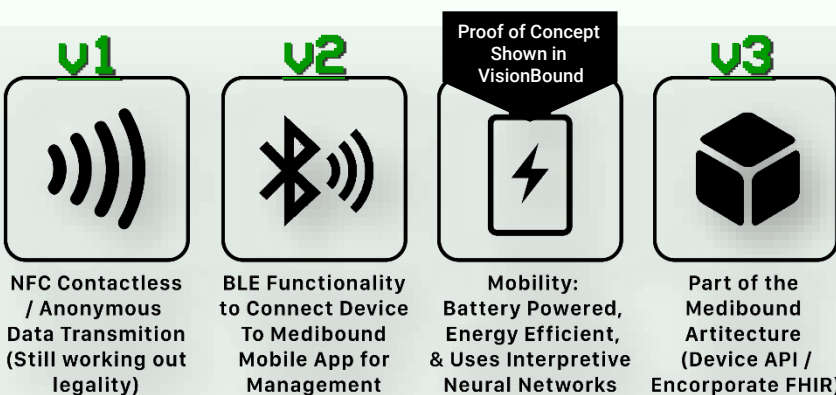 v1
NFC Contactless
/ Anonymous
Data Transmition
(Still working out
legality)
v2
BLE Functionality
to Connect Device
To Medibound
Mobile App for
Management
Proof of Concept
Shown in
VisionBound
Mobility:
Battery Powered,
Energy Efficient,
& Uses Interpretive
Neural Networks
v3
Part of the
Medibound
Artitecture
(Device API /
Encorporate FHIR)